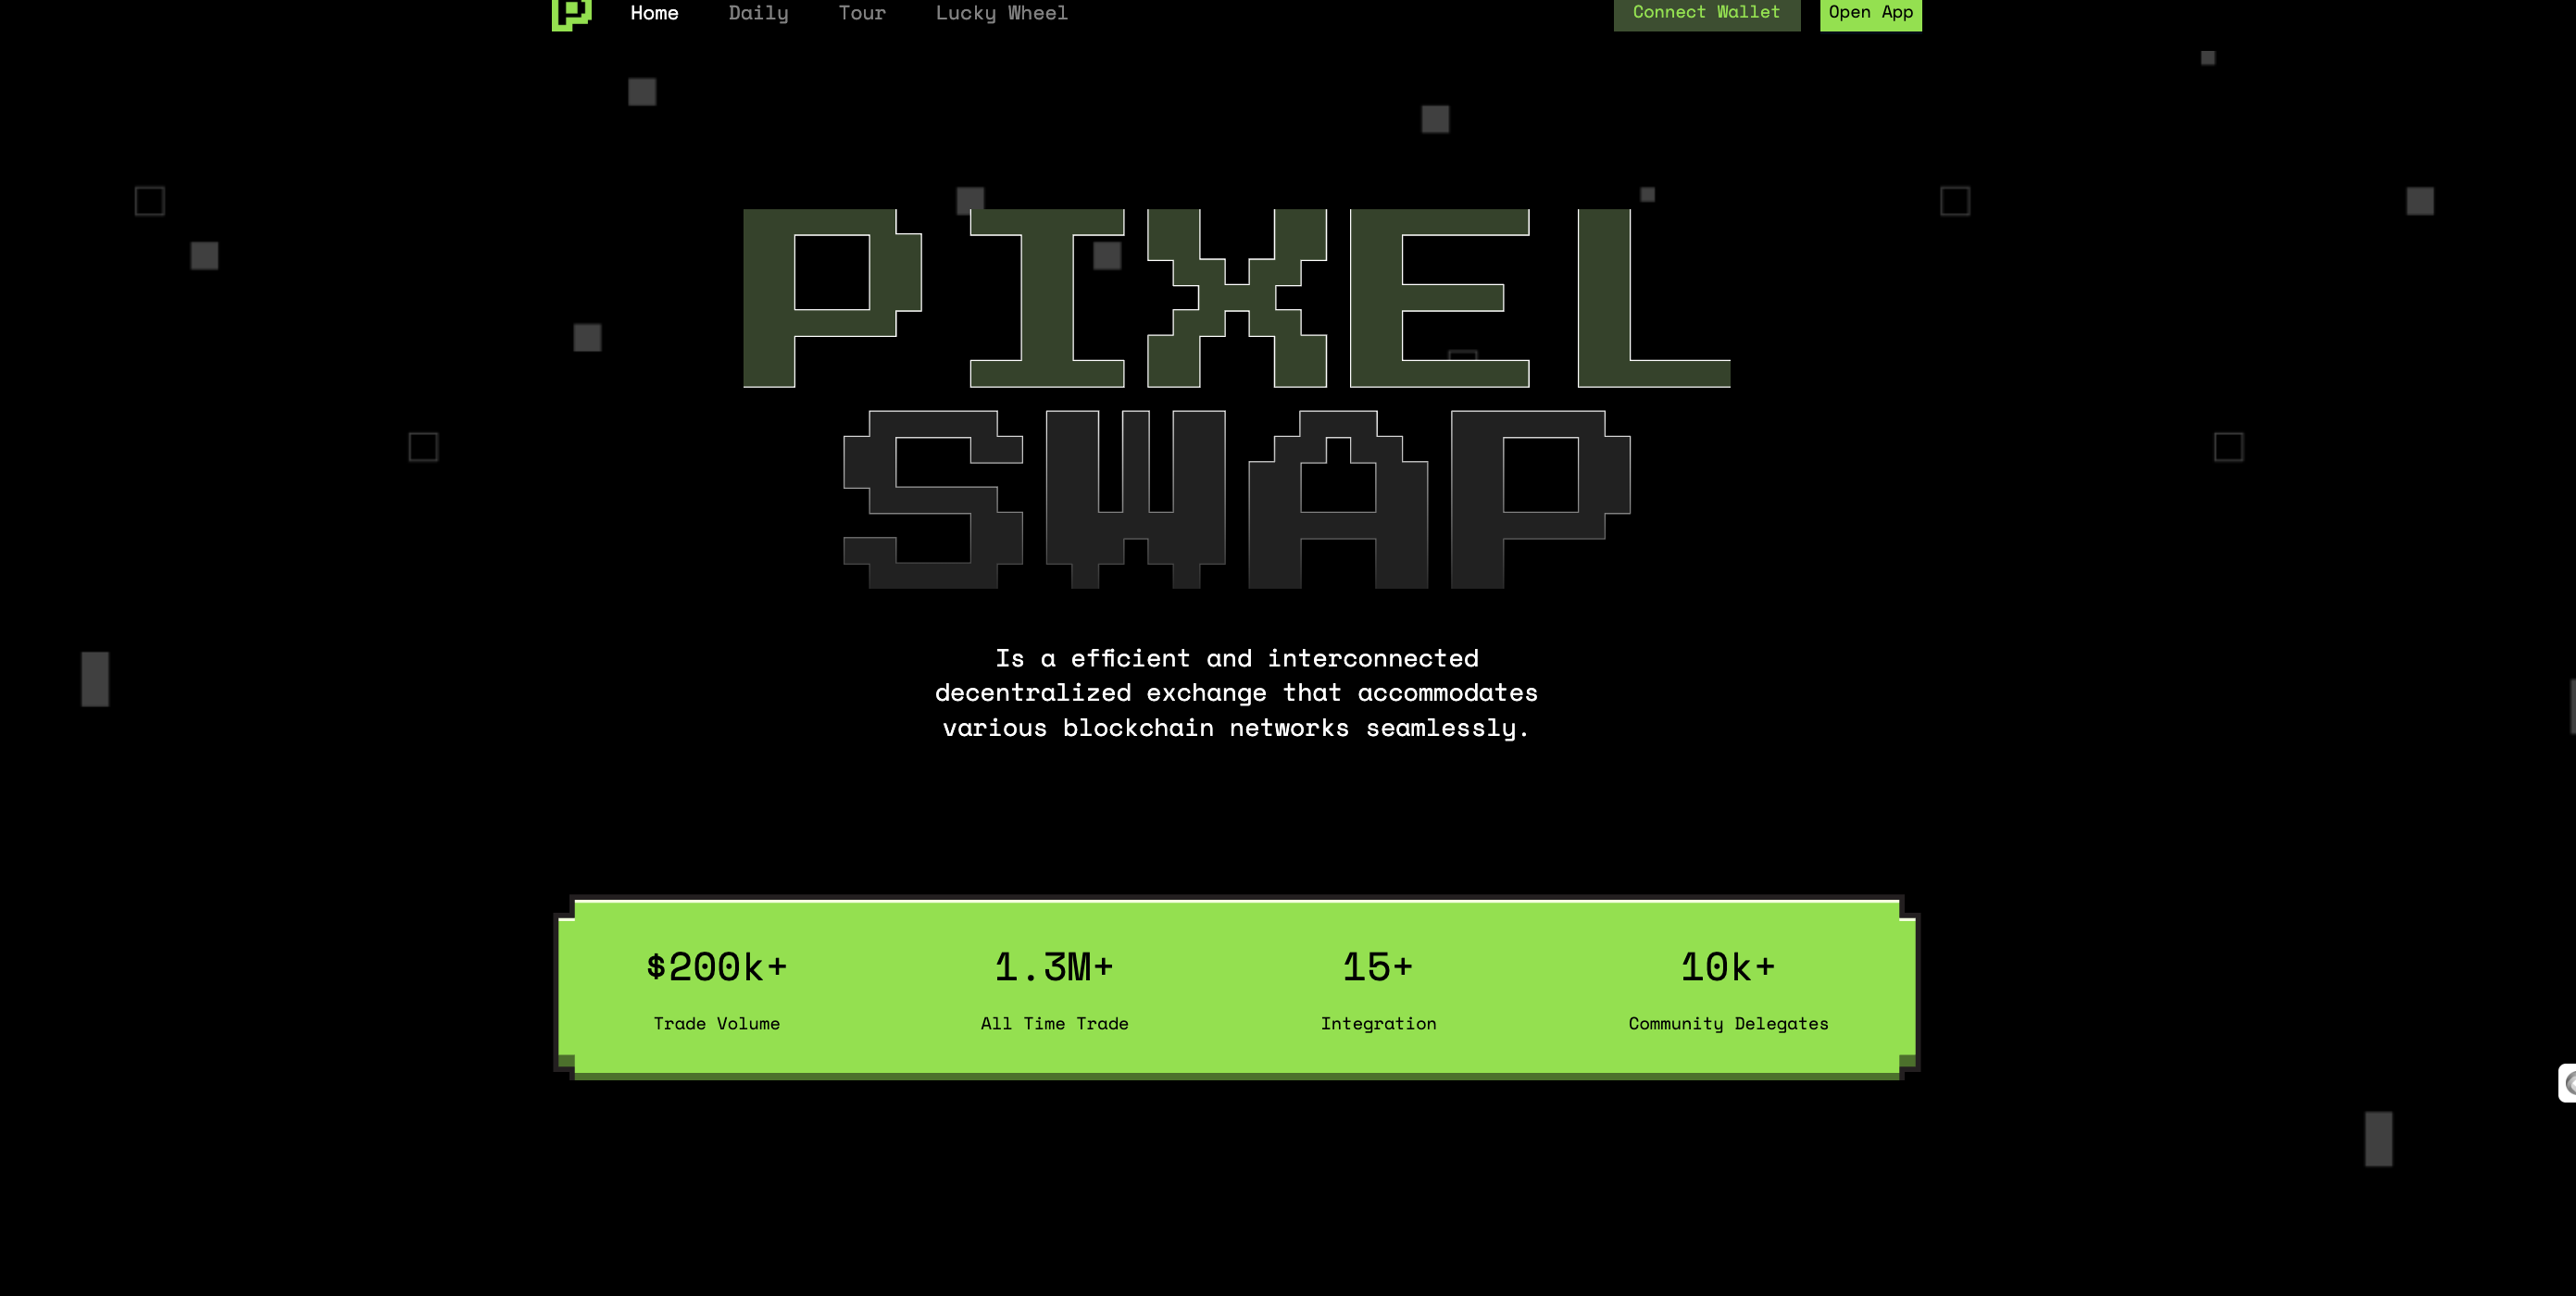 Home Daily Tour Lucky Wheel Connect Wallet Open App
PIXEL
SWAP
Is a efficient and interconnected
decentralized exchange that accommodates
various blockchain networks seamlessly.
$200k+ 1.3M+ 15+ 10k+
Trade Volume All Time Trade Integration Community Delegates